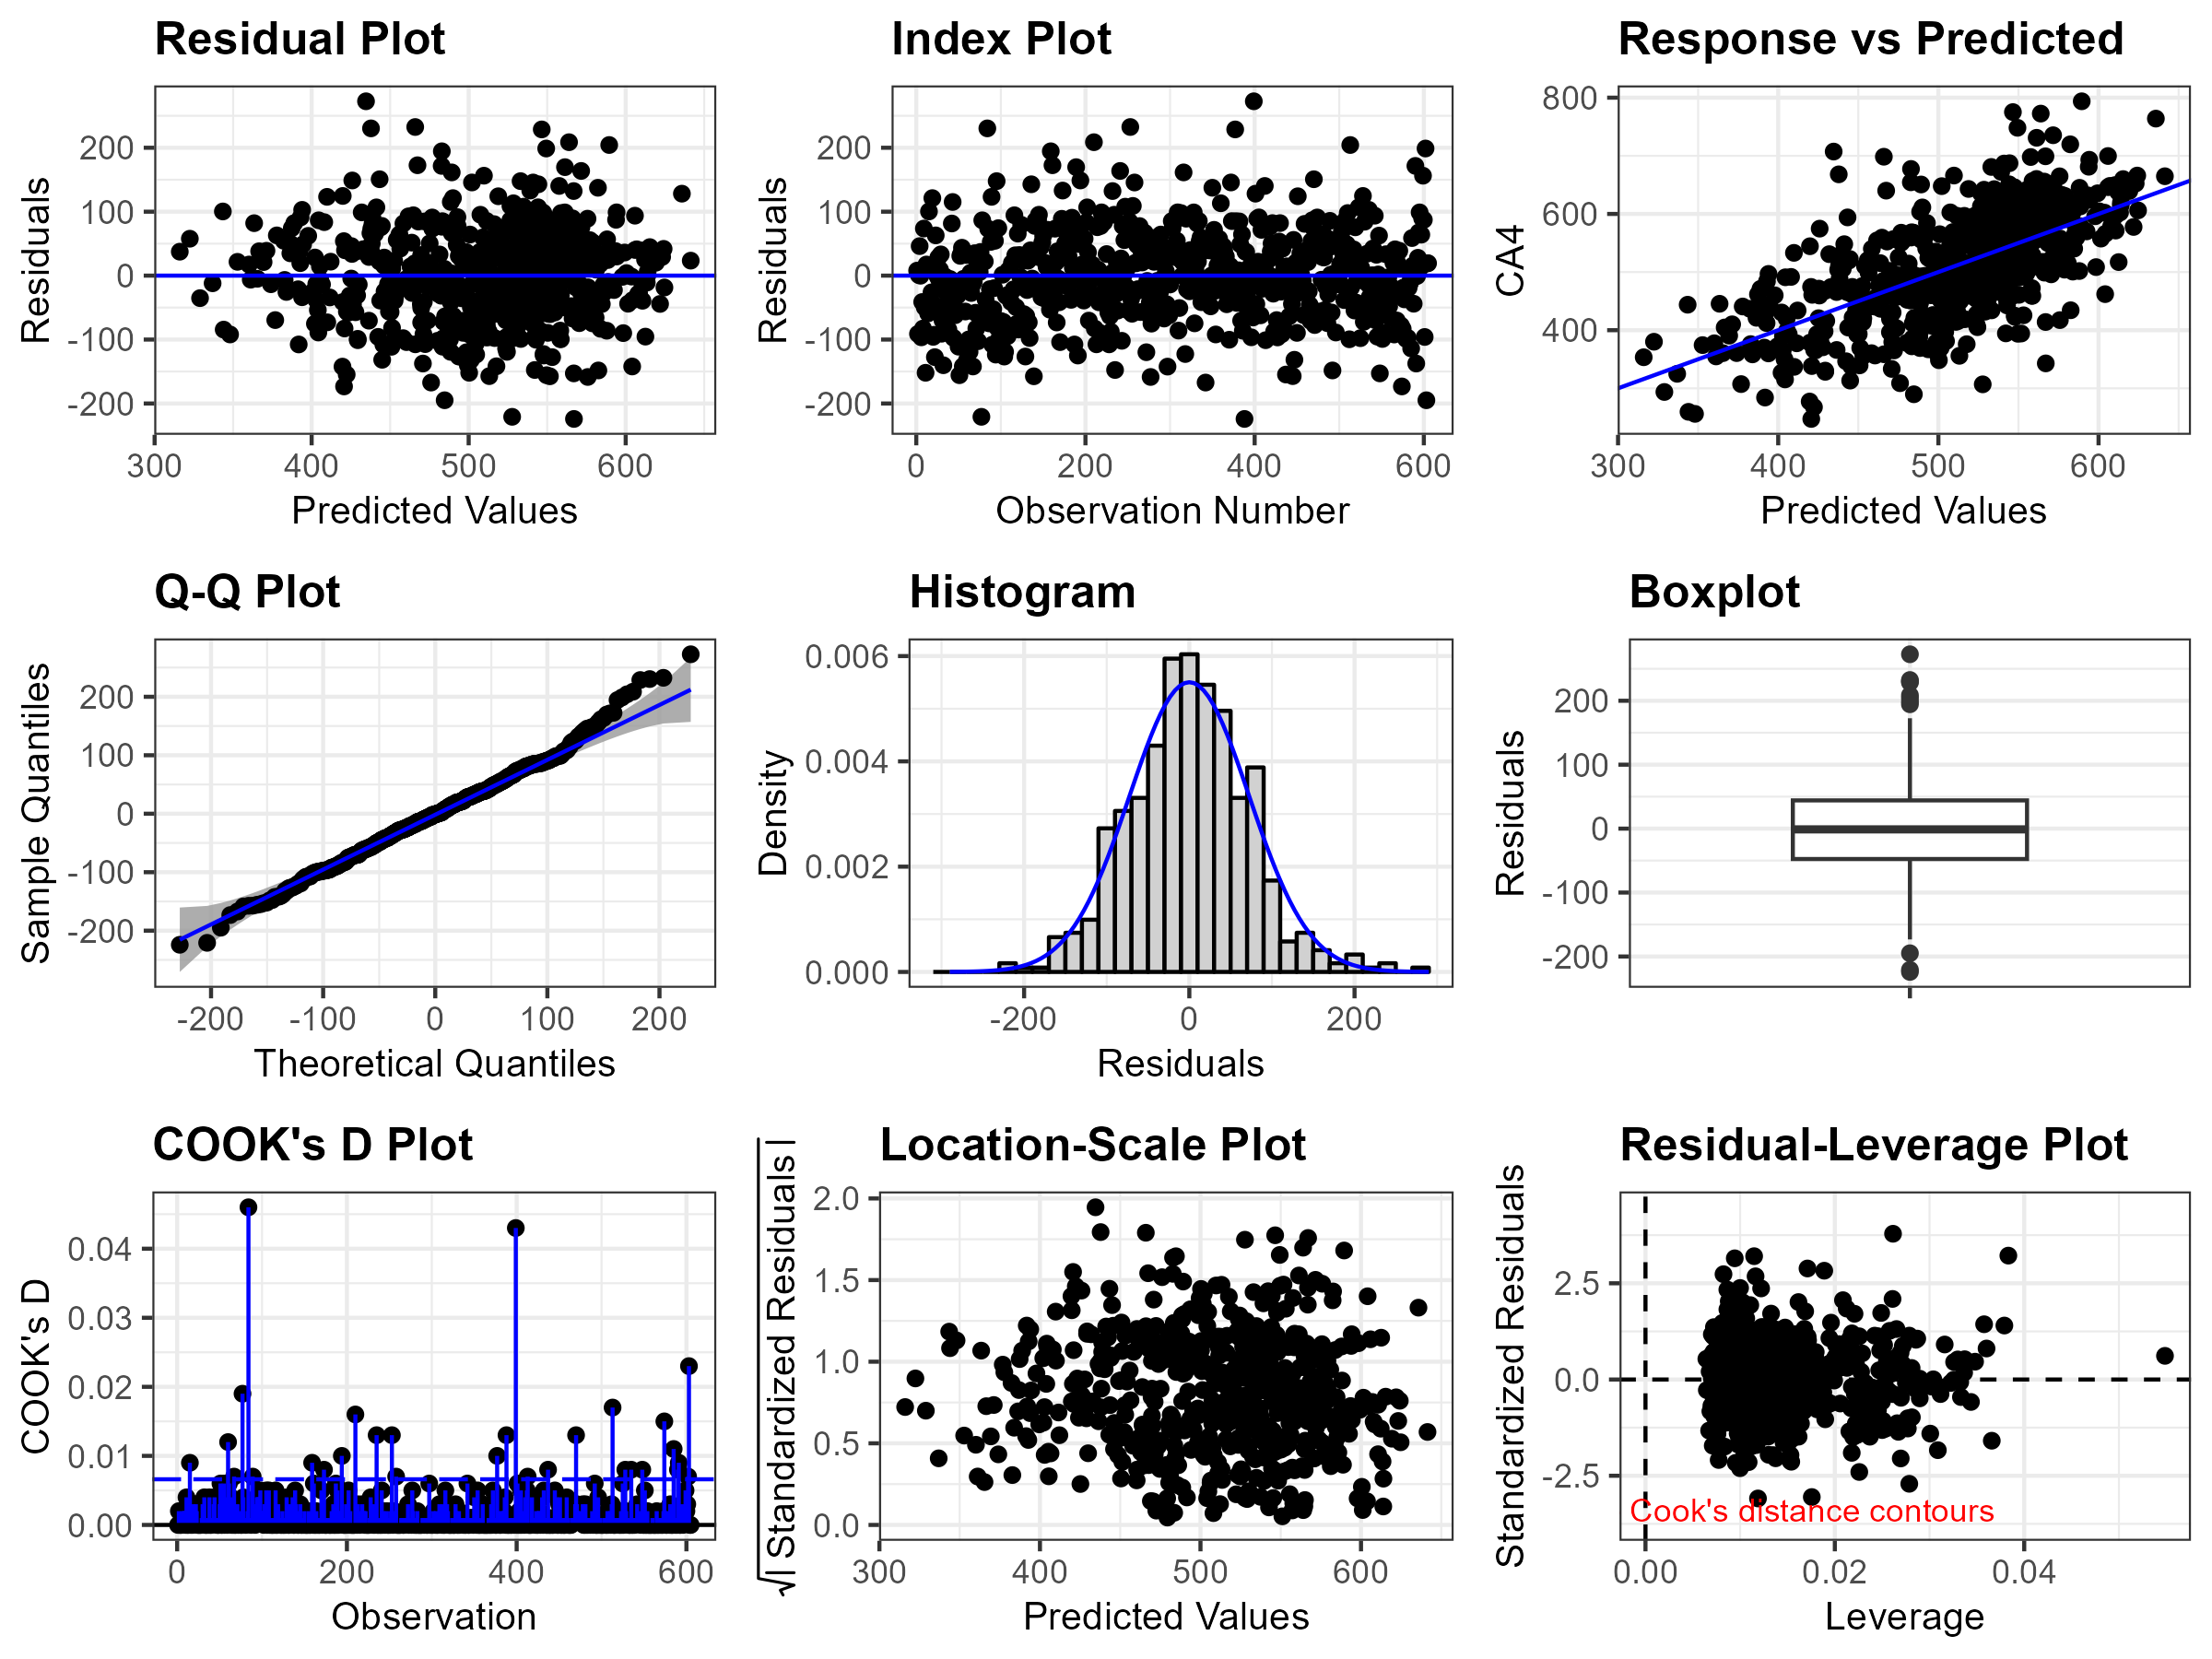 Residual Plot
Residuals
200
100
0
-100
-200
300 400 500 600
Predicted Values
Index Plot
Residuals
200
100
0
-100
-200
0 200 400 600
Observation Number
Response vs Predicted
CA4
800
600
400
300 400 500 600
Predicted Values
Q-Q Plot
Sample Quantiles
200
100
0
-100
-200
-200 -100 0 100 200
Theoretical Quantiles
Histogram
Density
0.006
0.004
0.002
0.000
-200 0 200
Residuals
Boxplot
Residuals
200
100
0
-100
-200
COOK's D Plot
COOK's D
0.04
0.03
0.02
0.01
0.00
0 200 400 600
Observation
Location-Scale Plot
√| Standardized Residuals |
2.0
1.5
1.0
0.5
0.0
300 400 500 600
Predicted Values
Residual-Leverage Plot
Standardized Residuals
2.5
0.0
-2.5
Cook's distance contours
0.00 0.02 0.04
Leverage